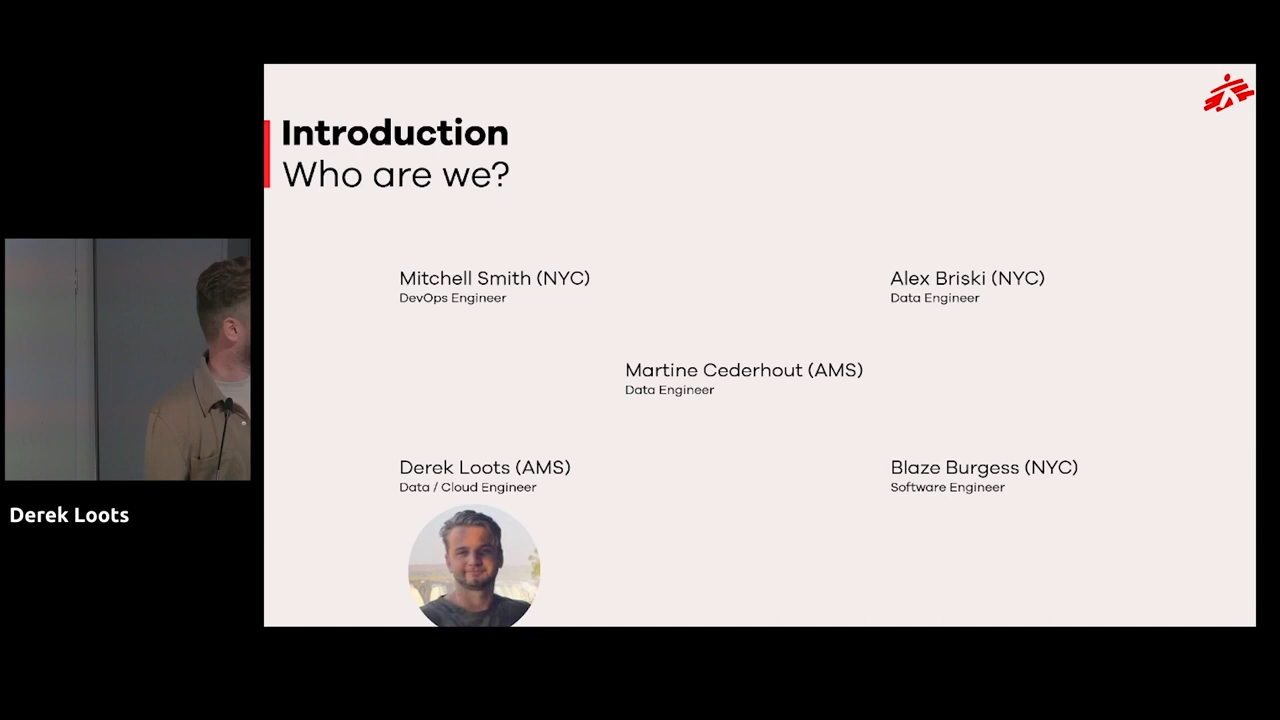 Introduction
Who are we?
Mitchell Smith (NYC)
DevOps Engineer
Alex Briski (NYC)
Data Engineer
Martine Cederhout (AMS)
Data Engineer
Derek Loots (AMS)
Data / Cloud Engineer
Blaze Burgess (NYC)
Software Engineer
Derek Loots